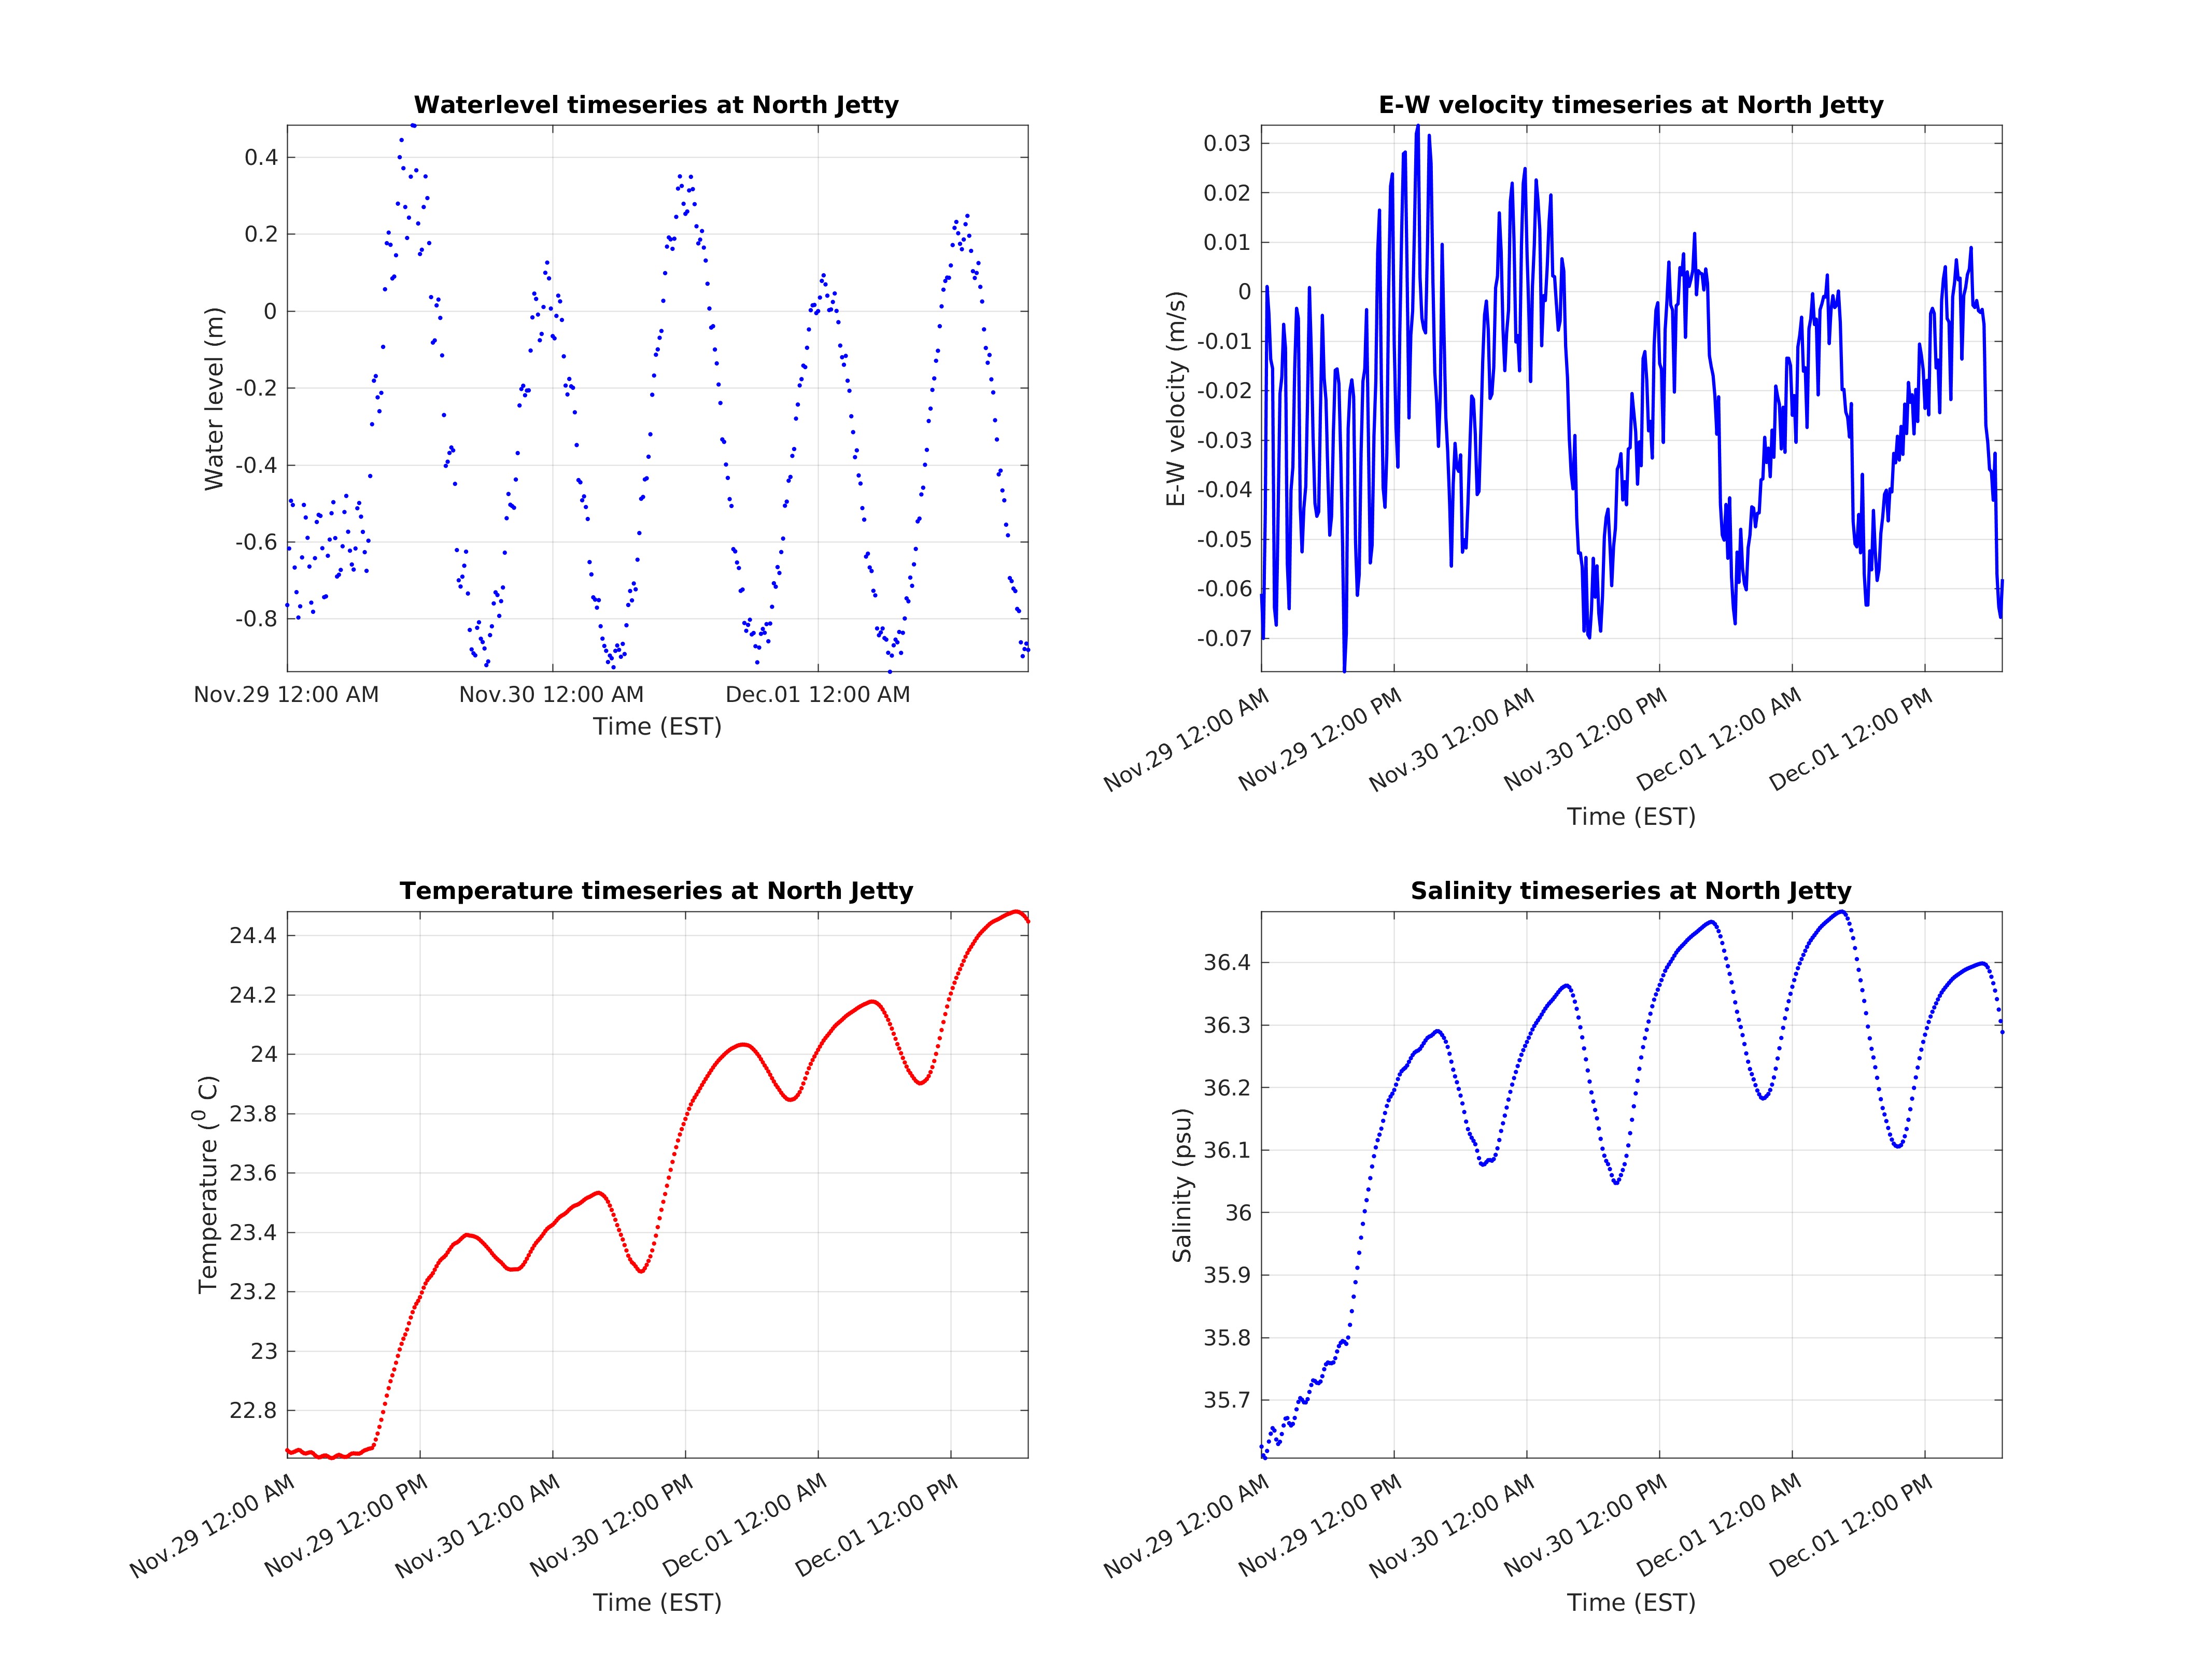 Waterlevel timeseries at North Jetty
0.4
0.2
0
-0.2
-0.4
-0.6
-0.8
Water level (m)
Nov.29 12:00 AM
Nov.30 12:00 AM
Dec.01 12:00 AM
Time (EST)
E-W velocity timeseries at North Jetty
0.03
0.02
0.01
0
-0.01
-0.02
-0.03
-0.04
-0.05
-0.06
-0.07
E-W velocity (m/s)
Nov.29 12:00 AM
Nov.29 12:00 PM
Nov.30 12:00 AM
Nov.30 12:00 PM
Dec.01 12:00 AM
Dec.01 12:00 PM
Time (EST)
Temperature timeseries at North Jetty
24.4
24.2
24
23.8
23.6
23.4
23.2
23
22.8
Temperature (⁰ C)
Nov.29 12:00 AM
Nov.29 12:00 PM
Nov.30 12:00 AM
Nov.30 12:00 PM
Dec.01 12:00 AM
Dec.01 12:00 PM
Time (EST)
Salinity timeseries at North Jetty
36.4
36.3
36.2
36.1
36
35.9
35.8
35.7
Salinity (psu)
Nov.29 12:00 AM
Nov.29 12:00 PM
Nov.30 12:00 AM
Nov.30 12:00 PM
Dec.01 12:00 AM
Dec.01 12:00 PM
Time (EST)